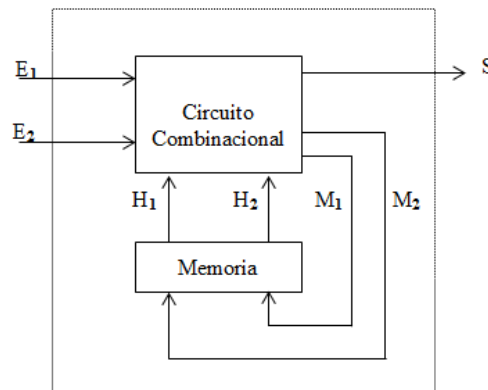 E1
S
Circuito
Combinacional
E2
H1 H2 M1 M2
Memoria